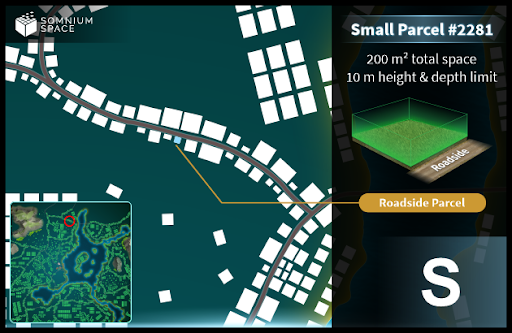 SOMNIUM
SPACE
Small Parcel #2281
200 m² total space
10 m height & depth limit
Roadside
Roadside Parcel
S